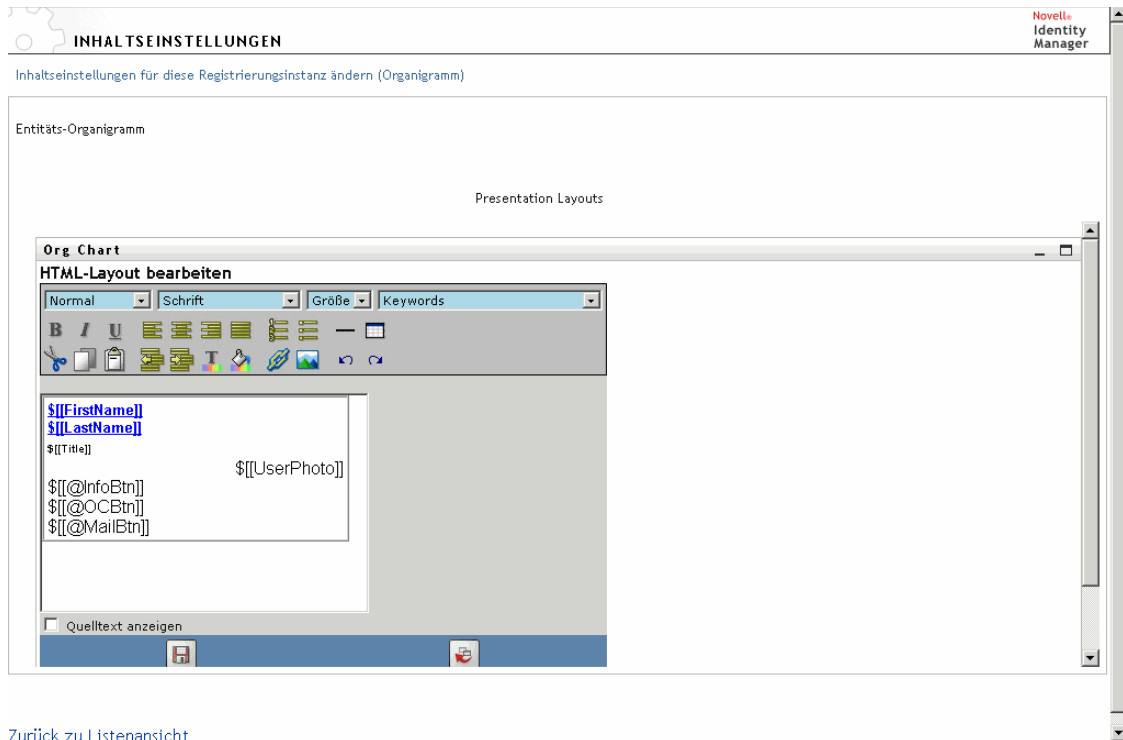 Novell®
Identity
Manager
INHALTSEINSTELLUNGEN
Inhaltseinstellungen für diese Registrierungsinstanz ändern (Organigramm)
Entitäts-Organigramm
Presentation Layouts
Org Chart
HTML-Layout bearbeiten
Normal Schrift Größe Keywords
B I U
T
$[[FirstName]]
$[[LastName]]
$[[Title]]
$[[UserPhoto]]
$[[@InfoBtn]]
$[[@OCBtn]]
$[[@MailBtn]]
Quelltext anzeigen
Zurück zu Listenansicht